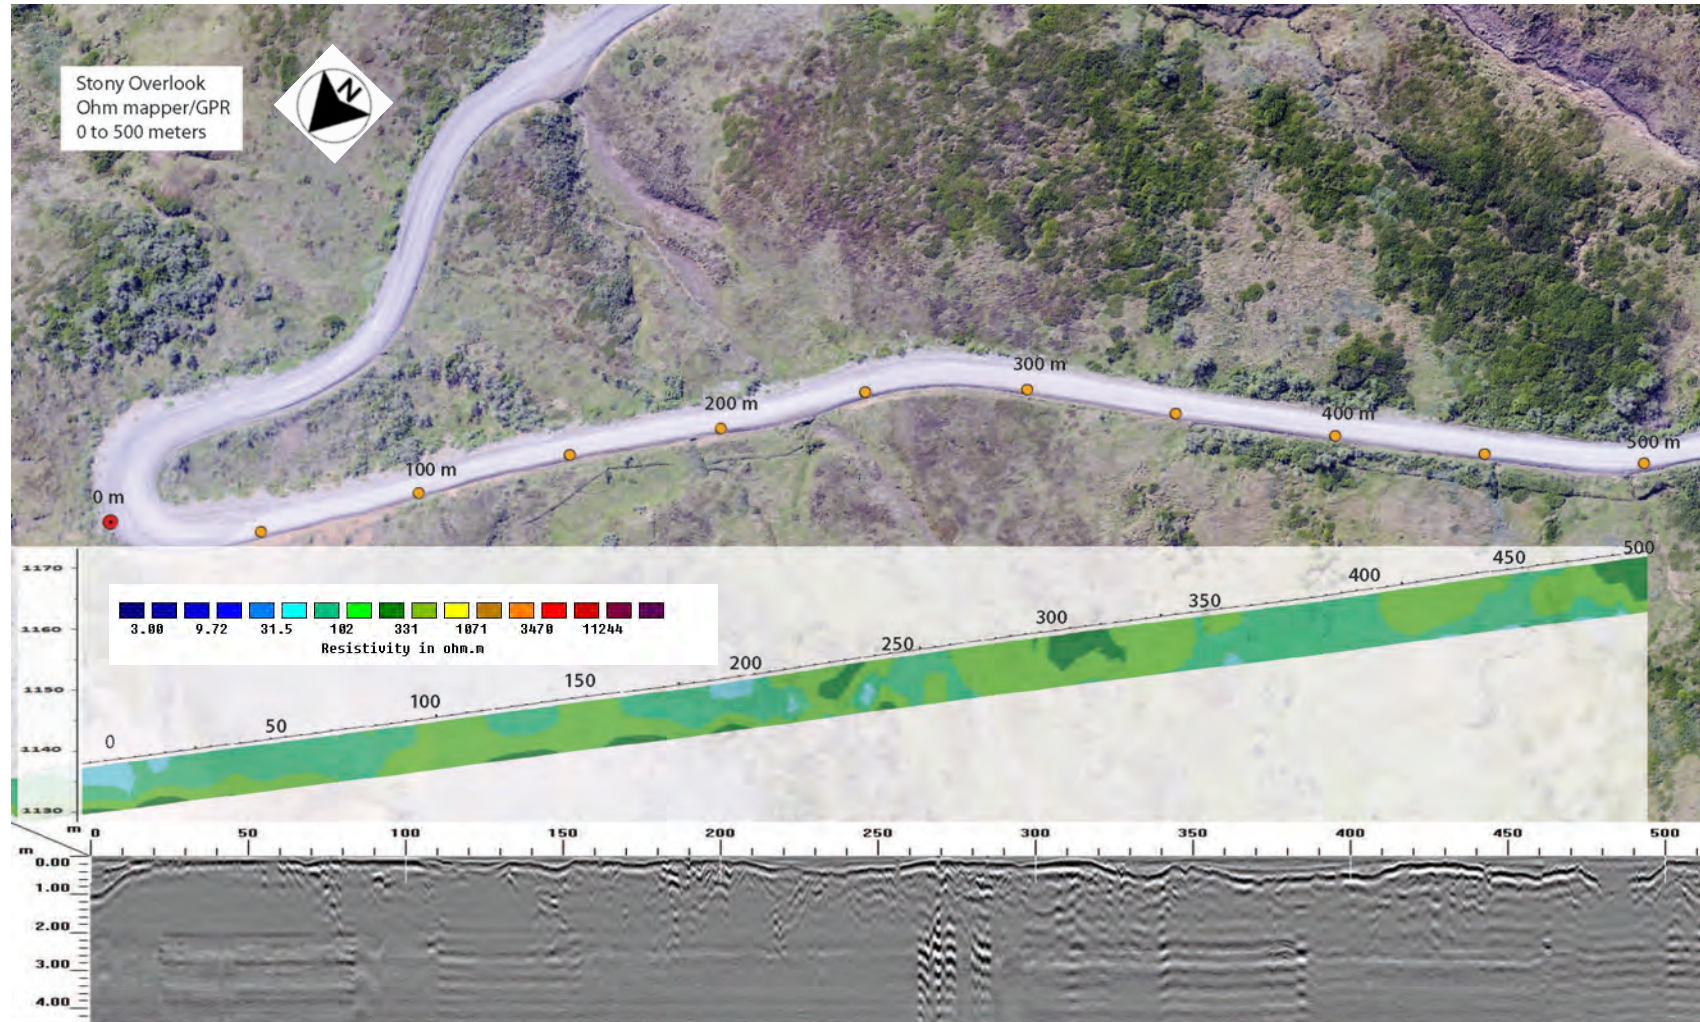 Stony Overlook
Ohm mapper/GPR
0 to 500 meters
N
300 m
200 m
400 m
500 m
100 m
0 m
1170
1160
1150
1140
1130
3.00 9.72 31.5 102 331 1071 3470 11244
Resistivity in ohm.m
0 50 100 150 200 250 300 350 400 450 500
m 0 50 100 150 200 250 300 350 400 450 500
m
0.00
1.00
2.00
3.00
4.00